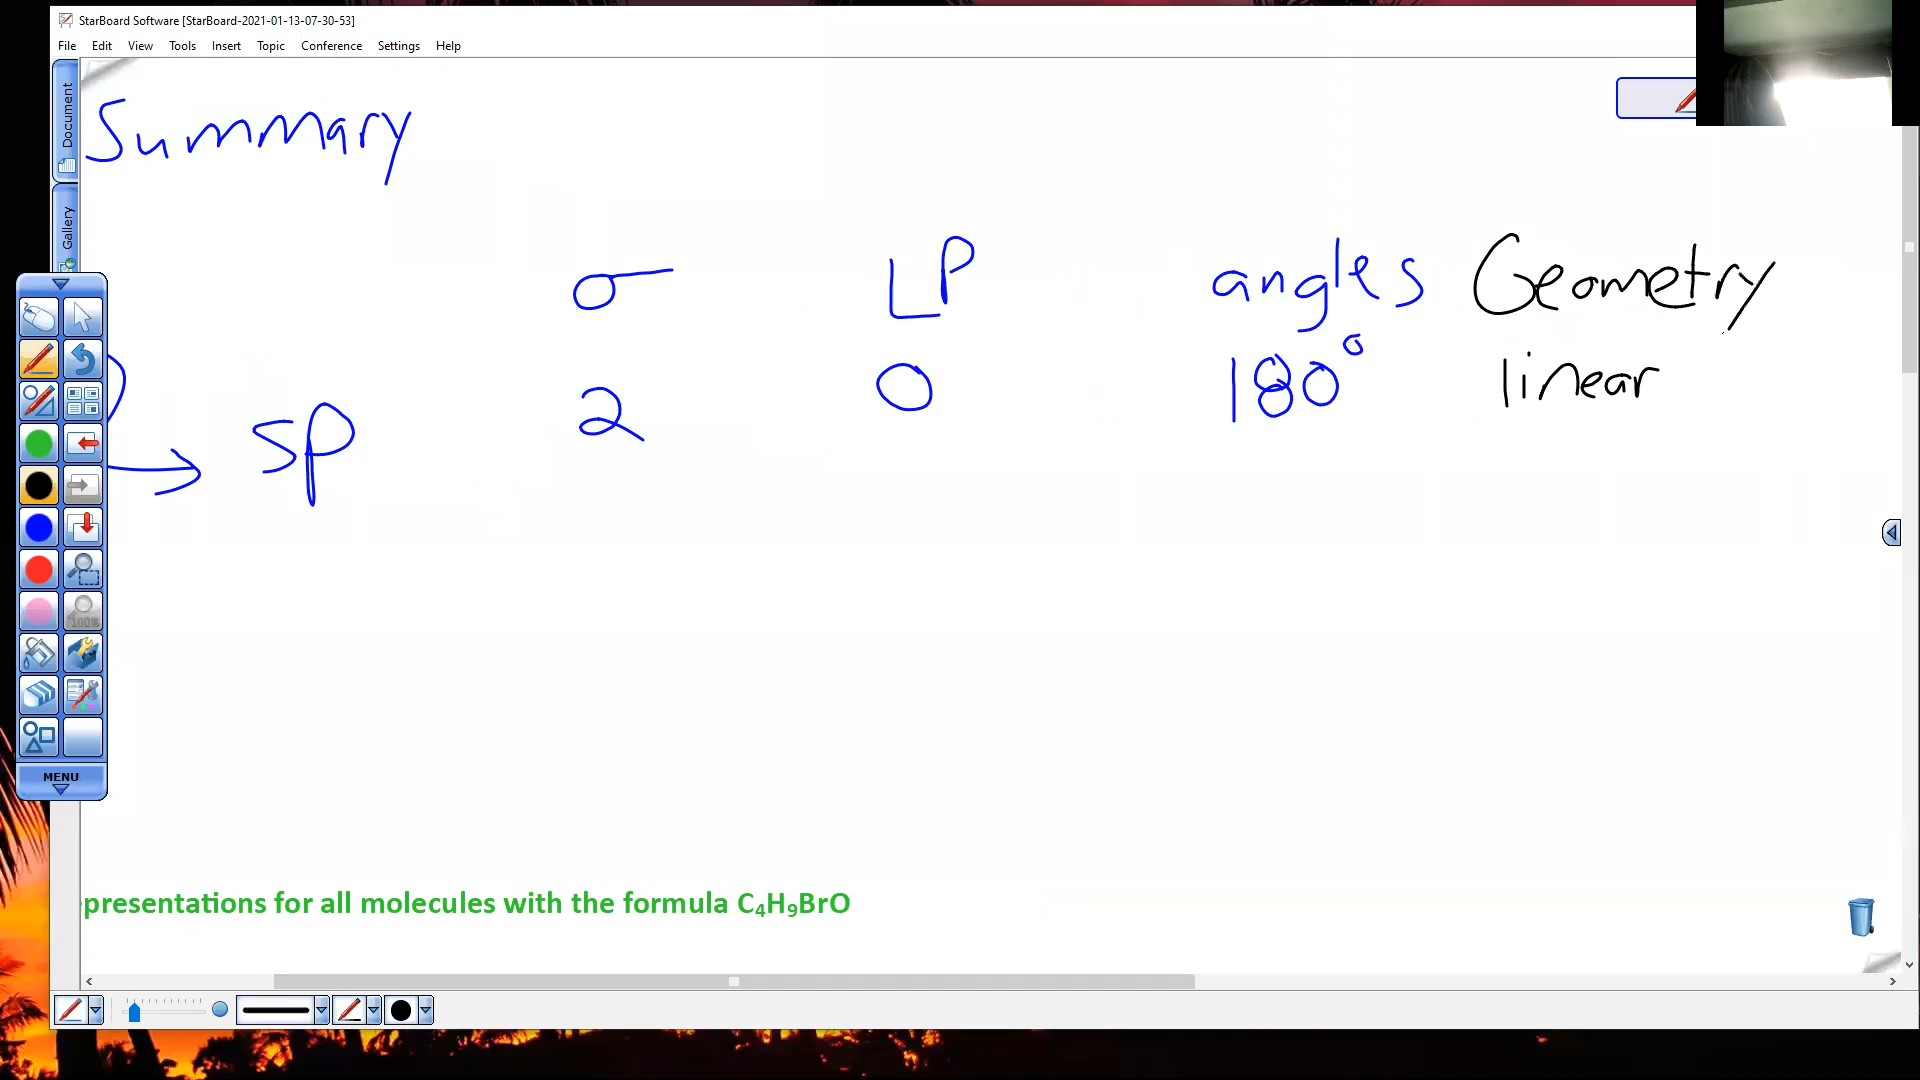 StarBoard Software [StarBoard-2021-01-13-07-30-53]
File Edit View Tools Insert Topic Conference Settings Help
Document
Gallery
Summary
σ LP angles Geometry
sp 2 0 180° linear
100%
MENU
presentations for all molecules with the formula C₄H₉BrO